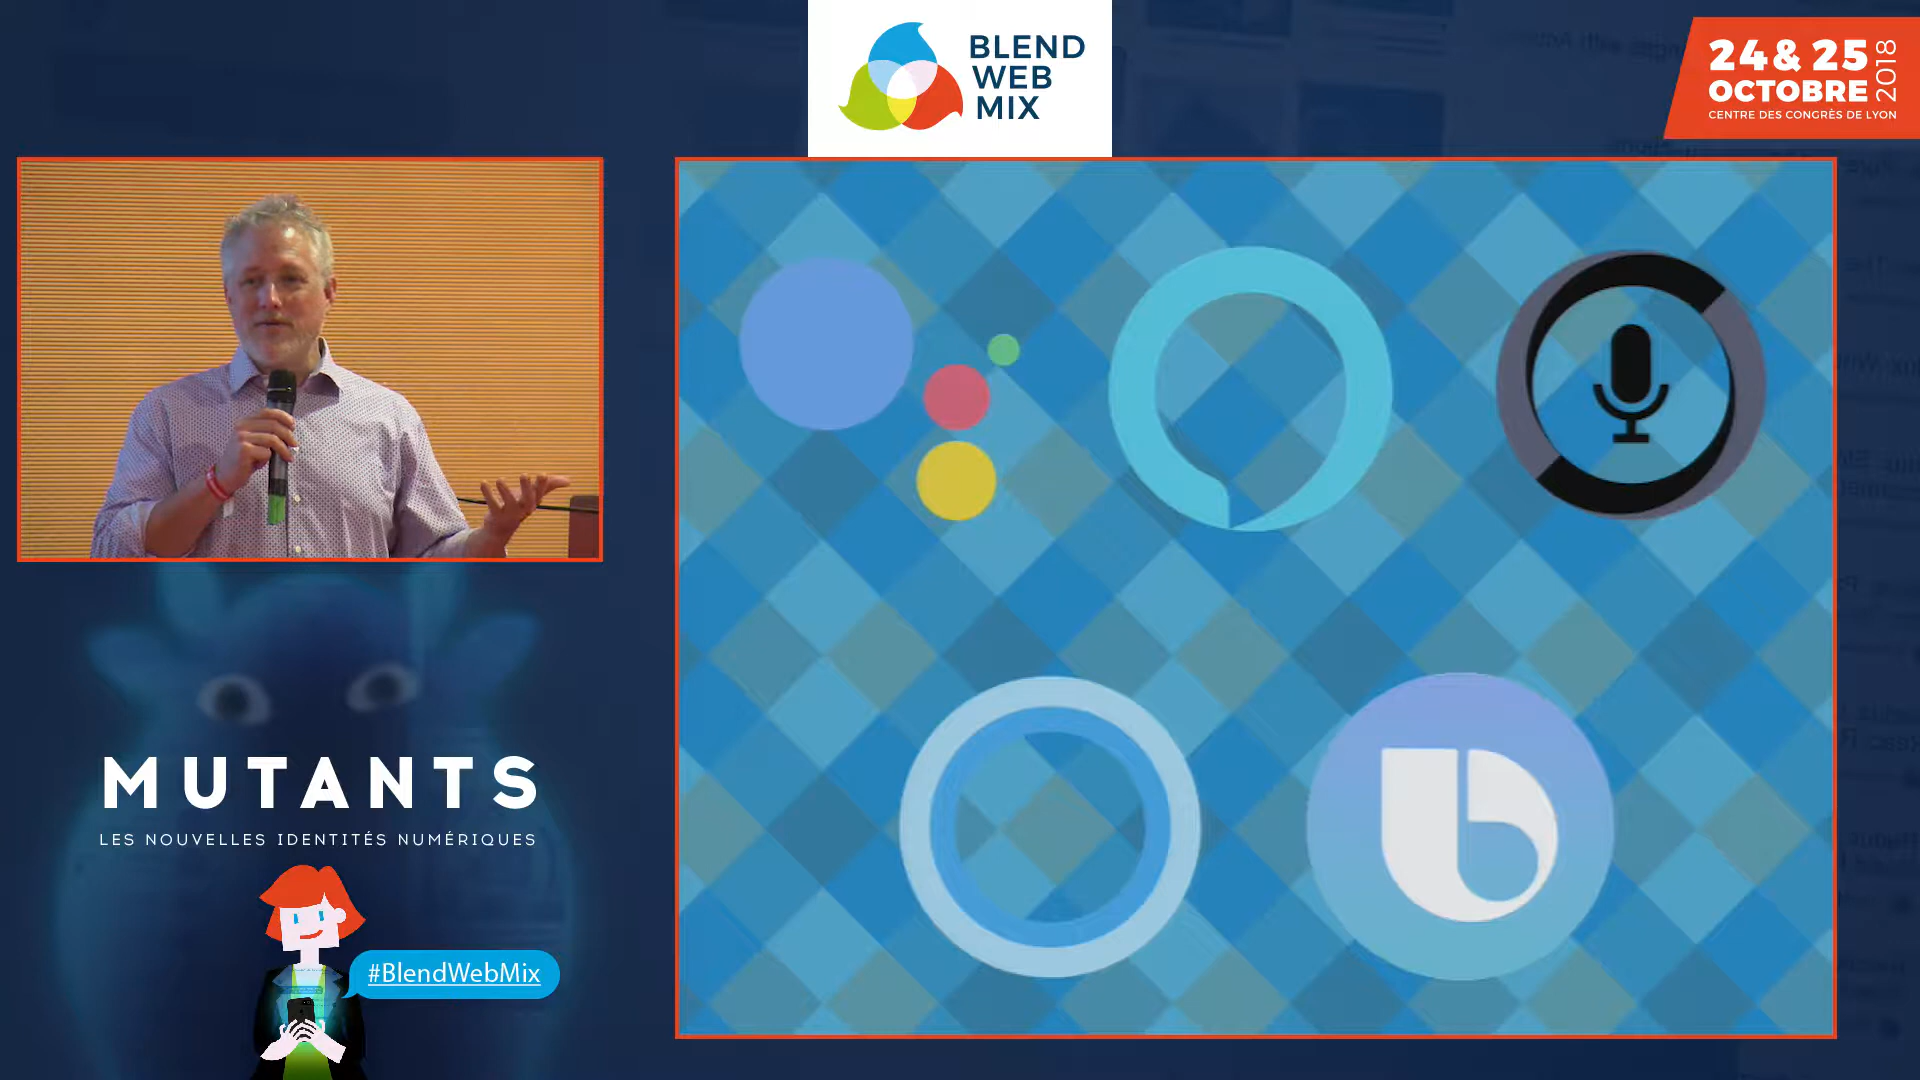 BLEND
WEB
MIX
24 & 25
OCTOBRE
2018
CENTRE DES CONGRÈS DE LYON
MUTANTS
LES NOUVELLES IDENTITÉS NUMÉRIQUES
#BlendWebMix